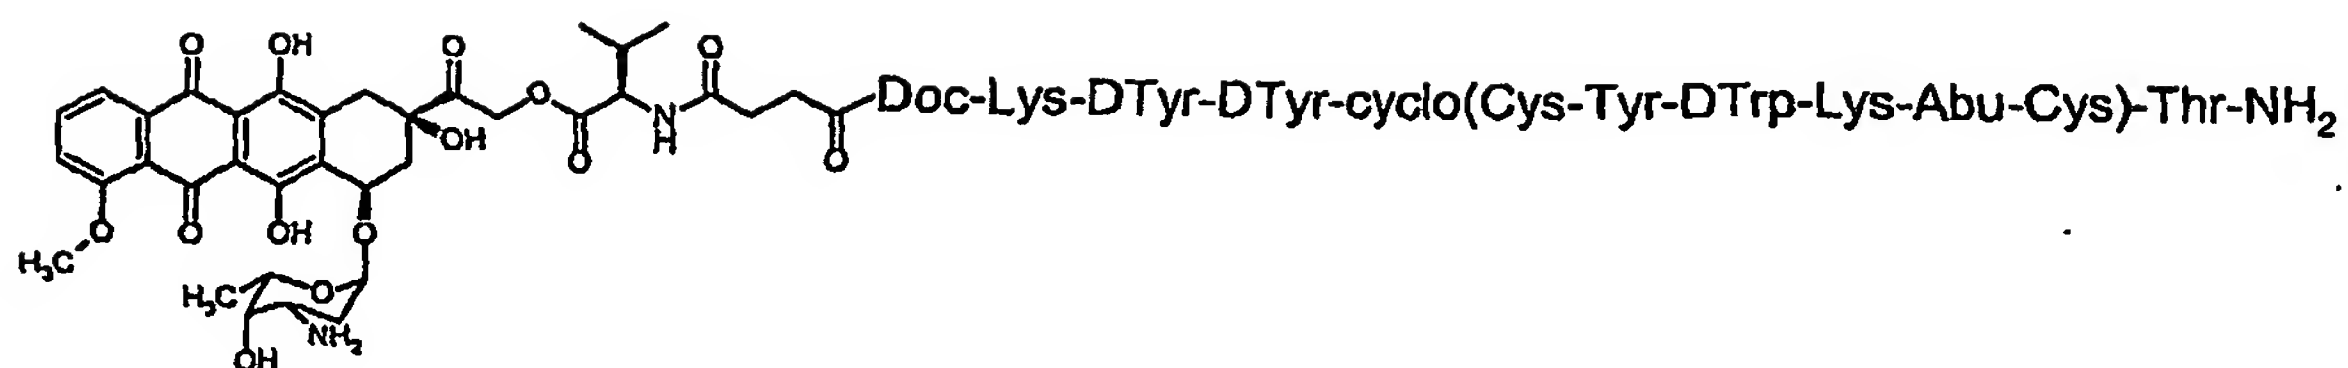 O OH O O
O Doc-Lys-DTyr-DTyr-cyclo(Cys-Tyr-DTrp-Lys-Abu-Cys)-Thr-NH2
OH O N H O
O O OH O
H3C
H3C O
NH2
OH